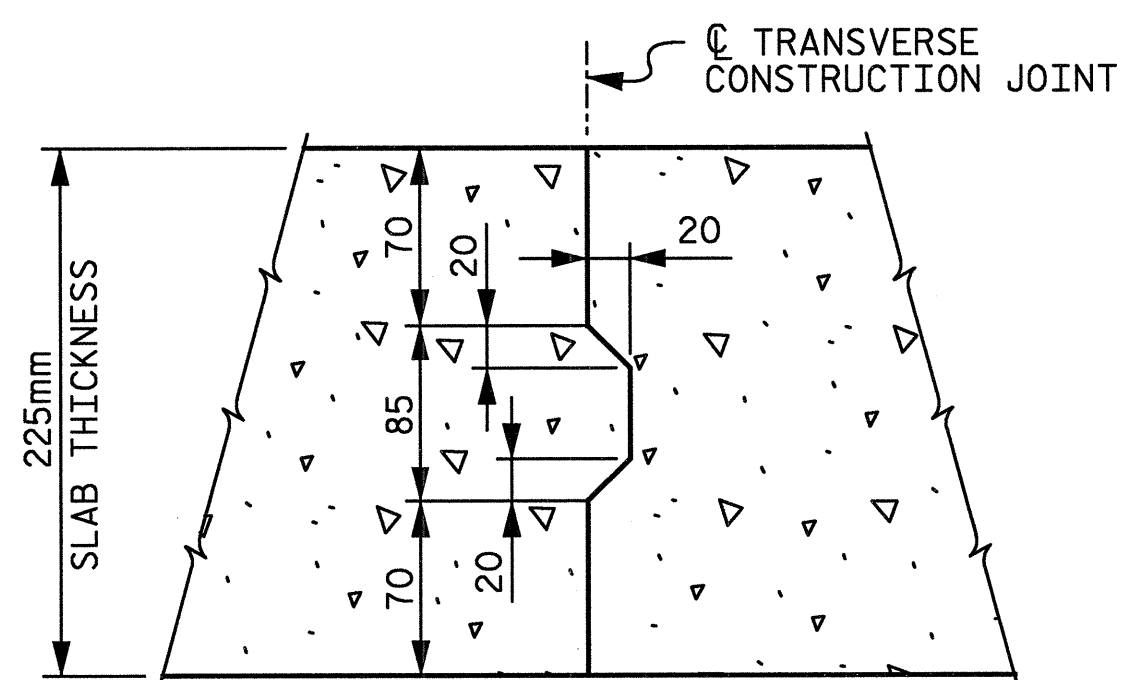 ℄ TRANSVERSE
CONSTRUCTION JOINT
20
70
20
225mm
SLAB THICKNESS
85
20
70